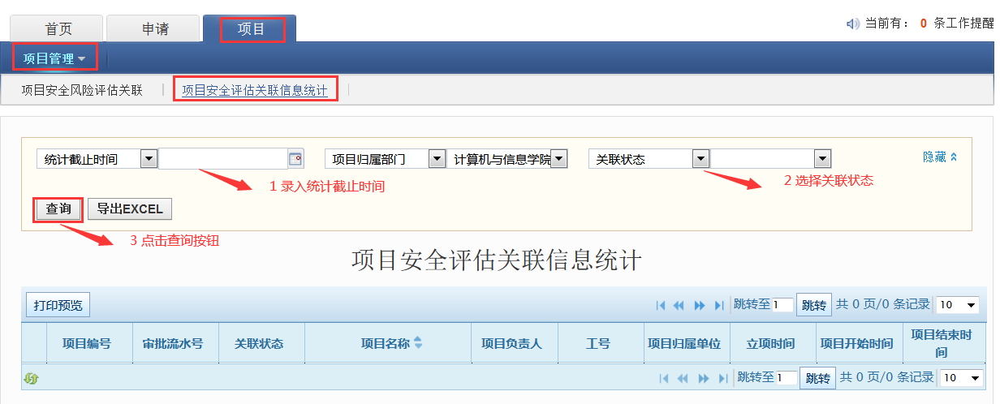 首页 申请 项目 当前有： 0 条工作提醒
项目管理
项目安全风险评估关联 项目安全评估关联信息统计
统计截止时间 项目归属部门 计算机与信息学院 关联状态 隐藏
1 录入统计截止时间 2 选择关联状态
查询 导出EXCEL
3 点击查询按钮
项目安全评估关联信息统计
打印预览 跳转至 1 跳转 共 0 页/0 条记录 10
项目编号 审批流水号 关联状态 项目名称 项目负责人 工号 项目归属单位 立项时间 项目开始时间 项目结束时
间
跳转至 1 跳转 共 0 页/0 条记录 10